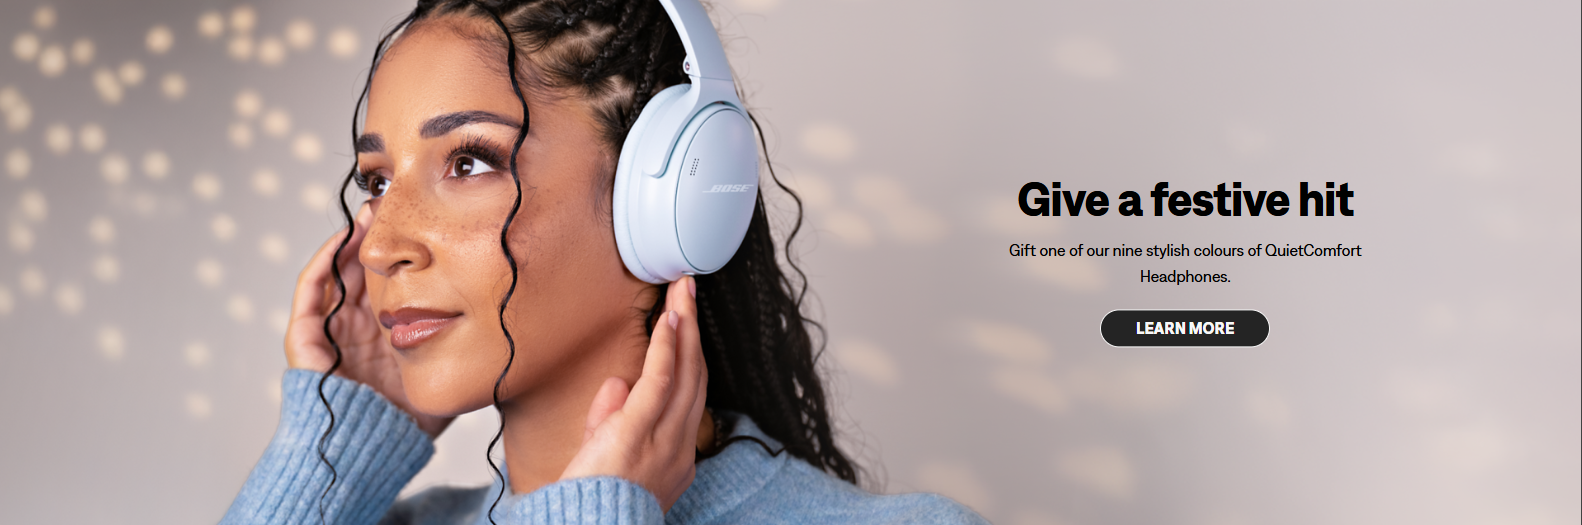 BOSE
Give a festive hit
Gift one of our nine stylish colours of QuietComfort
Headphones.
LEARN MORE